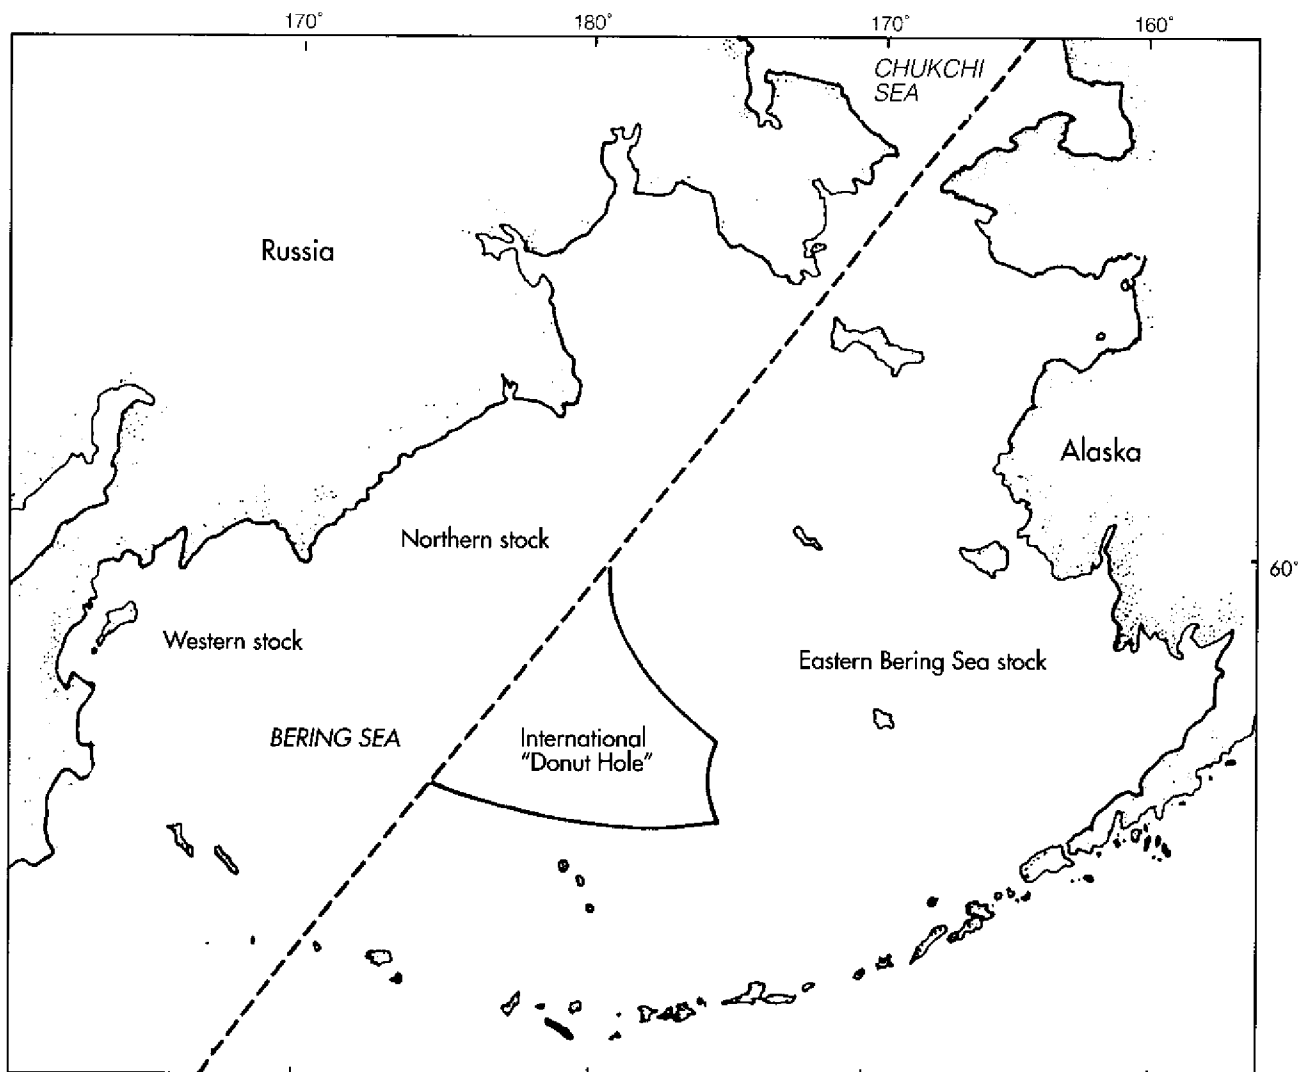 170°
180°
170°
160°
CHUKCHI
SEA
Russia
Alaska
Northern stock
60°
Western stock
Eastern Bering Sea stock
BERING SEA
International
"Donut Hole"